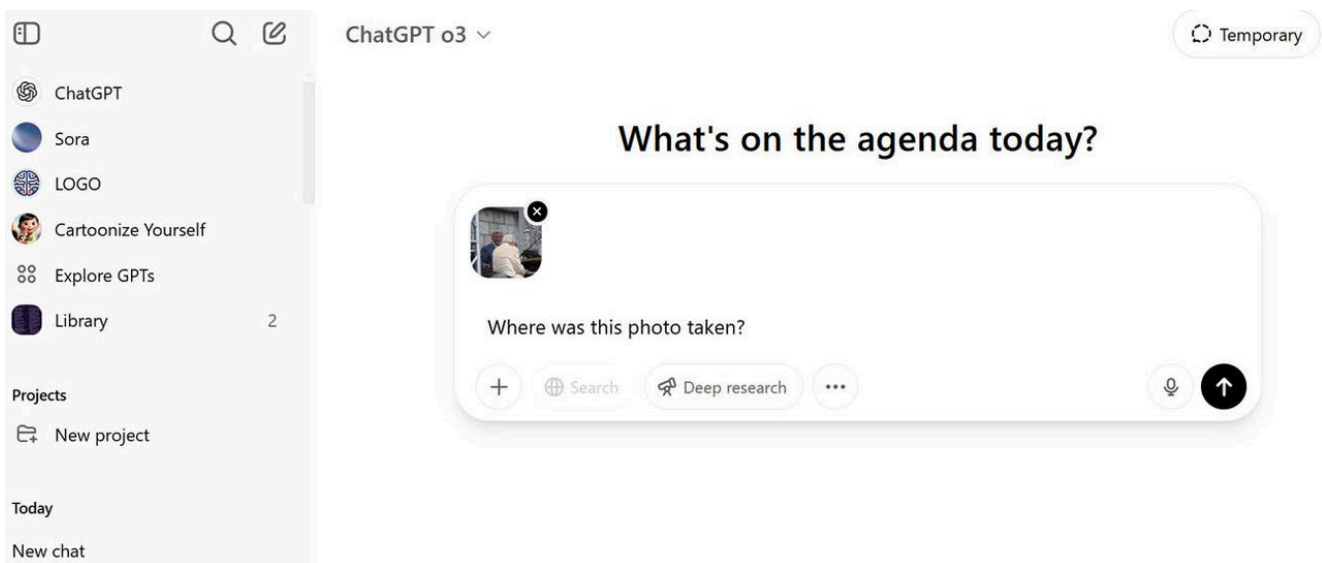 ChatGPT o3
Temporary
ChatGPT
Sora
LOGO
Cartoonize Yourself
Explore GPTs
Library 2
Projects
New project
Today
New chat
What's on the agenda today?
Where was this photo taken?
Search Deep research